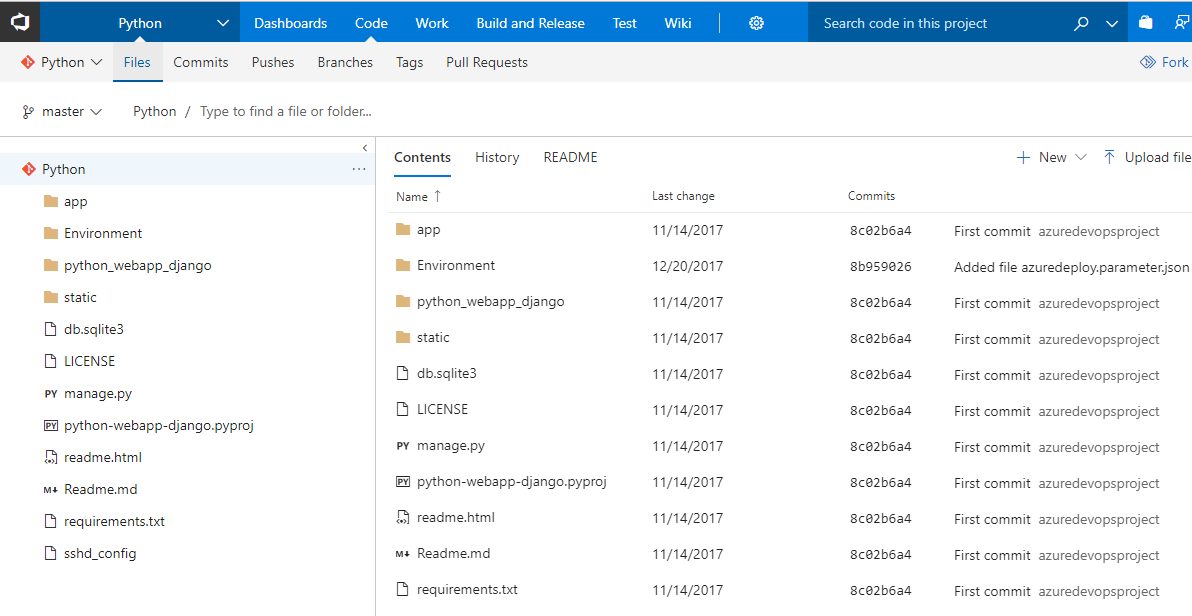 Python Dashboards Code Work Build and Release Test Wiki Search code in this project
Python Files Commits Pushes Branches Tags Pull Requests Fork
master Python / Type to find a file or folder...
Python
app
Environment
python_webapp_django
static
db.sqlite3
LICENSE
PY manage.py
PY python-webapp-django.pyproj
readme.html
M↓ Readme.md
requirements.txt
sshd_config
Contents History README New Upload file
Name ↑ Last change Commits
app 11/14/2017 8c02b6a4 First commit azuredevopsproject
Environment 12/20/2017 8b959026 Added file azuredeploy.parameter.json
python_webapp_django 11/14/2017 8c02b6a4 First commit azuredevopsproject
static 11/14/2017 8c02b6a4 First commit azuredevopsproject
db.sqlite3 11/14/2017 8c02b6a4 First commit azuredevopsproject
LICENSE 11/14/2017 8c02b6a4 First commit azuredevopsproject
PY manage.py 11/14/2017 8c02b6a4 First commit azuredevopsproject
PY python-webapp-django.pyproj 11/14/2017 8c02b6a4 First commit azuredevopsproject
readme.html 11/14/2017 8c02b6a4 First commit azuredevopsproject
M↓ Readme.md 11/14/2017 8c02b6a4 First commit azuredevopsproject
requirements.txt 11/14/2017 8c02b6a4 First commit azuredevopsproject